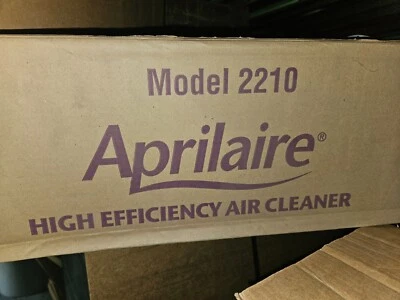 Model 2210
Aprilaire®
HIGH EFFICIENCY AIR CLEANER